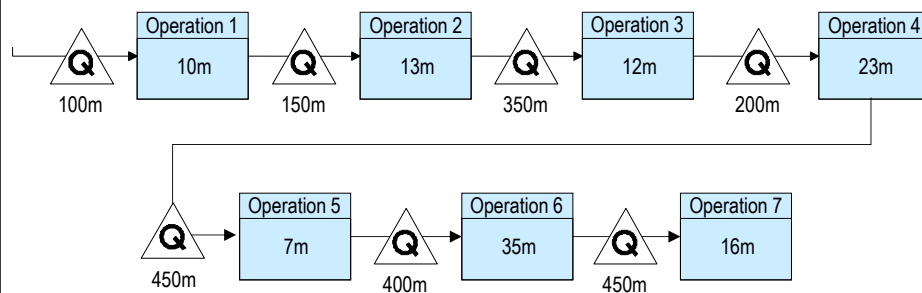 Operation 1
Operation 2
Operation 3
Operation 4
Q
10m
Q
13m
Q
12m
Q
23m
100m
150m
350m
200m
Operation 5
Operation 6
Operation 7
Q
7m
Q
35m
Q
16m
450m
400m
450m